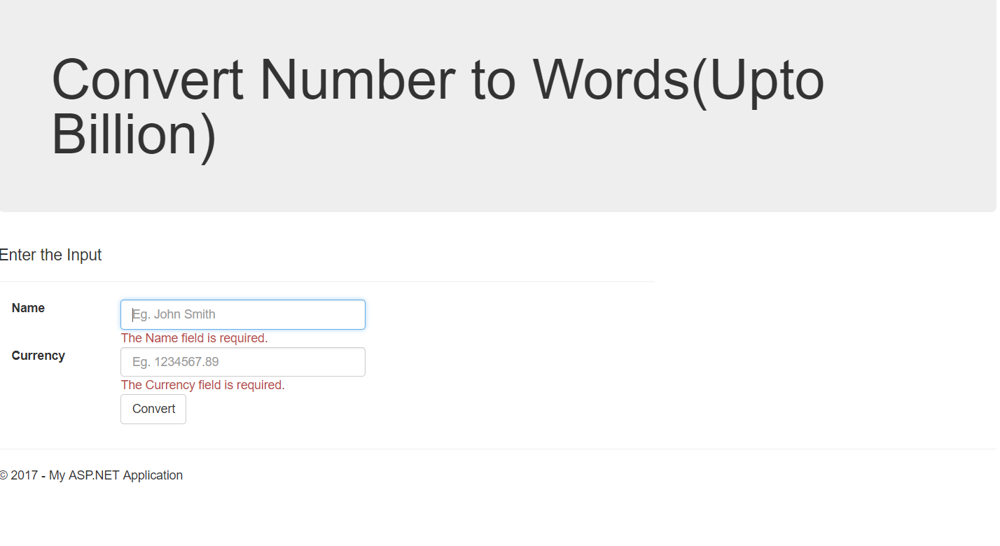 Convert Number to Words(Upto
Billion)
Enter the Input
Name
Eg. John Smith
The Name field is required.
Currency
Eg. 1234567.89
The Currency field is required.
Convert
© 2017 - My ASP.NET Application